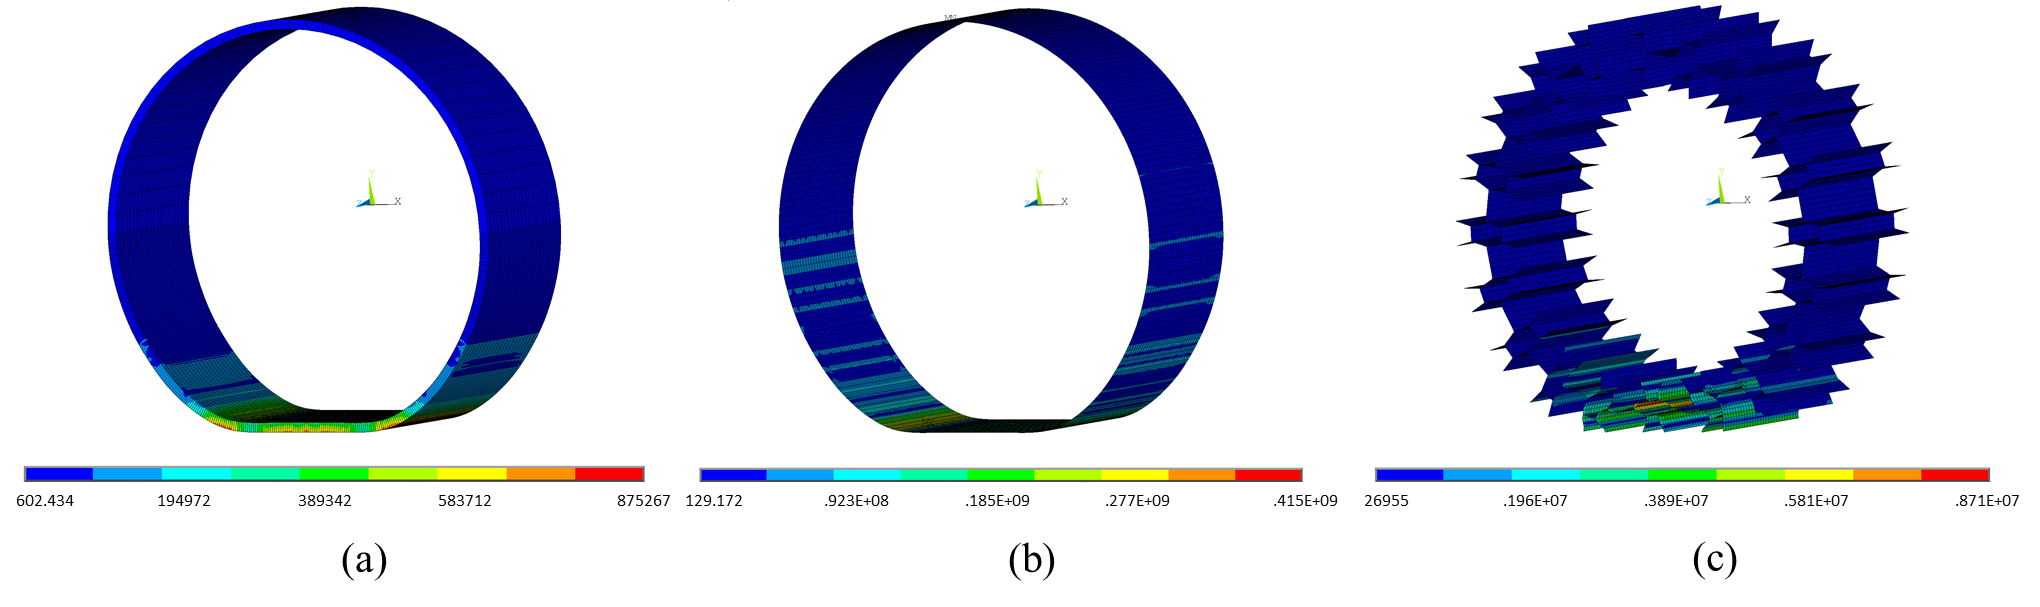 MN
Y
X
Z
Y
X
Z
Y
X
Z
602.434 194972 389342 583712 875267
129.172 .923E+08 .185E+09 .277E+09 .415E+09
26955 .196E+07 .389E+07 .581E+07 .871E+07
(a) (b) (c)